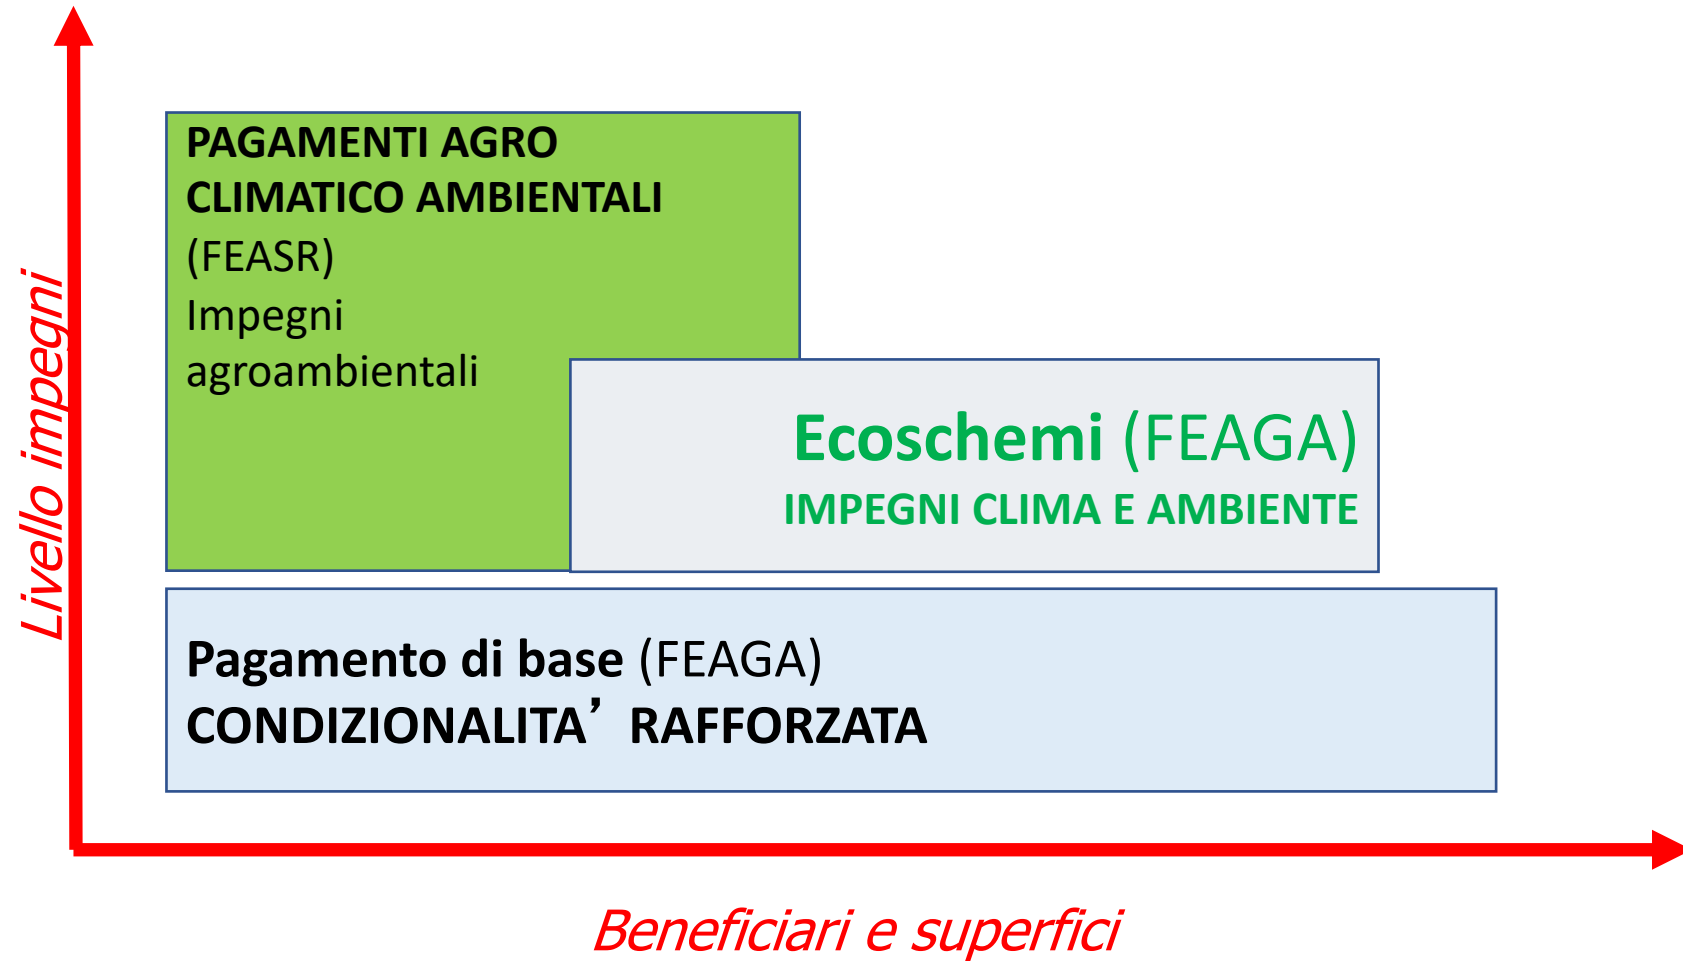 Livello impegni
PAGAMENTI AGRO
CLIMATICO AMBIENTALI
(FEASR)
Impegni
agroambientali
Ecoschemi (FEAGA)
IMPEGNI CLIMA E AMBIENTE
Pagamento di base (FEAGA)
CONDIZIONALITA’ RAFFORZATA
Beneficiari e superfici